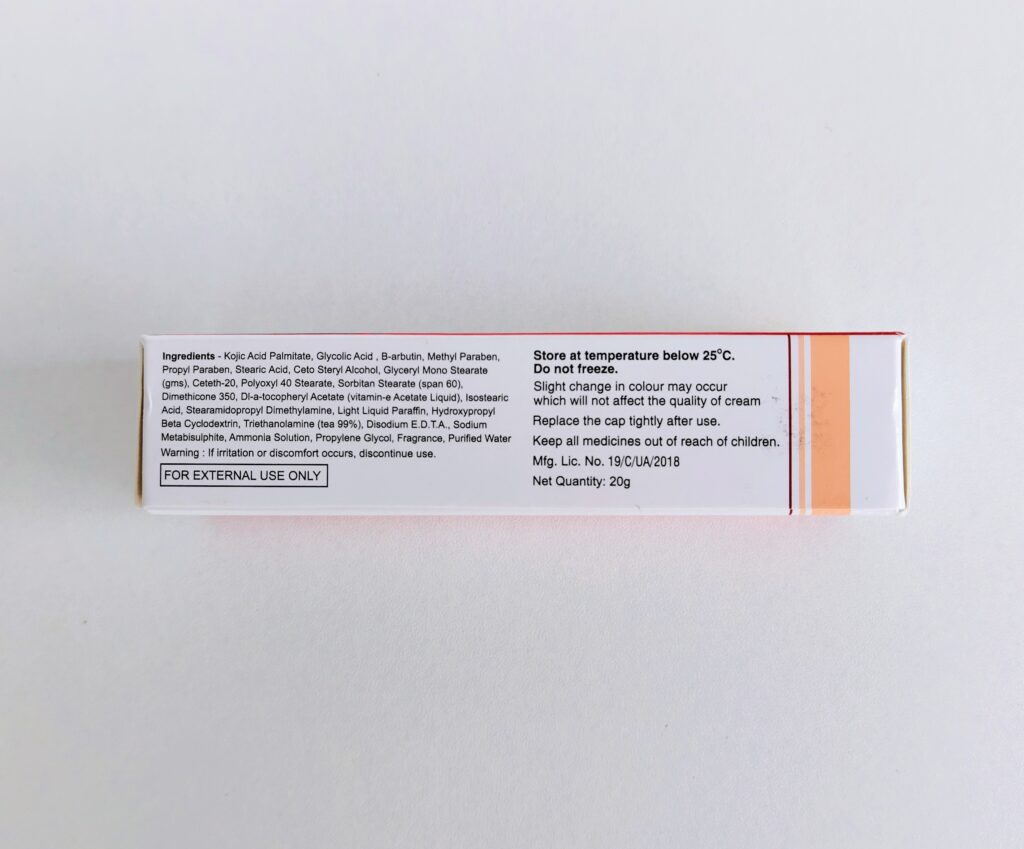 Ingredients - Kojic Acid Palmitate, Glycolic Acid , B-arbutin, Methyl Paraben,
Propyl Paraben, Stearic Acid, Ceto Steryl Alcohol, Glyceryl Mono Stearate
(gms), Ceteth-20, Polyoxyl 40 Stearate, Sorbitan Stearate (span 60),
Dimethicone 350, Dl-a-tocopheryl Acetate (vitamin-e Acetate Liquid), Isostearic
Acid, Stearamidopropyl Dimethylamine, Light Liquid Paraffin, Hydroxypropyl
Beta Cyclodextrin, Triethanolamine (tea 99%), Disodium E.D.T.A., Sodium
Metabisulphite, Ammonia Solution, Propylene Glycol, Fragrance, Purified Water
Warning : If irritation or discomfort occurs, discontinue use.
FOR EXTERNAL USE ONLY
Store at temperature below 25°C.
Do not freeze.
Slight change in colour may occur
which will not affect the quality of cream
Replace the cap tightly after use.
Keep all medicines out of reach of children.
Mfg. Lic. No. 19/C/UA/2018
Net Quantity: 20g